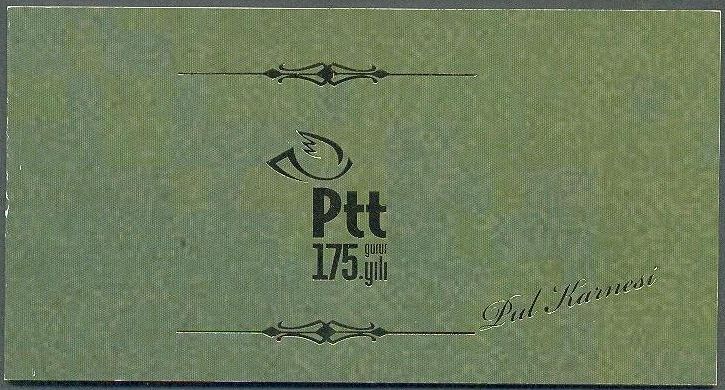 Ptt
175. gurur yılı
Pul Karnesi